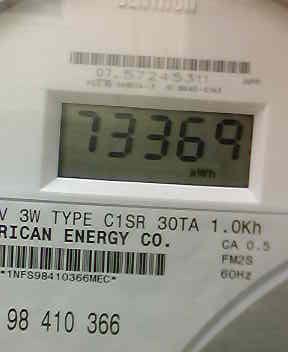 07.57245311
73369
kWh
V 3W TYPE C1SR 30TA 1.0Kh
RICAN ENERGY CO.
CA 0.5
FM2S
60Hz
*1NFS98410366MEC*
98 410 366